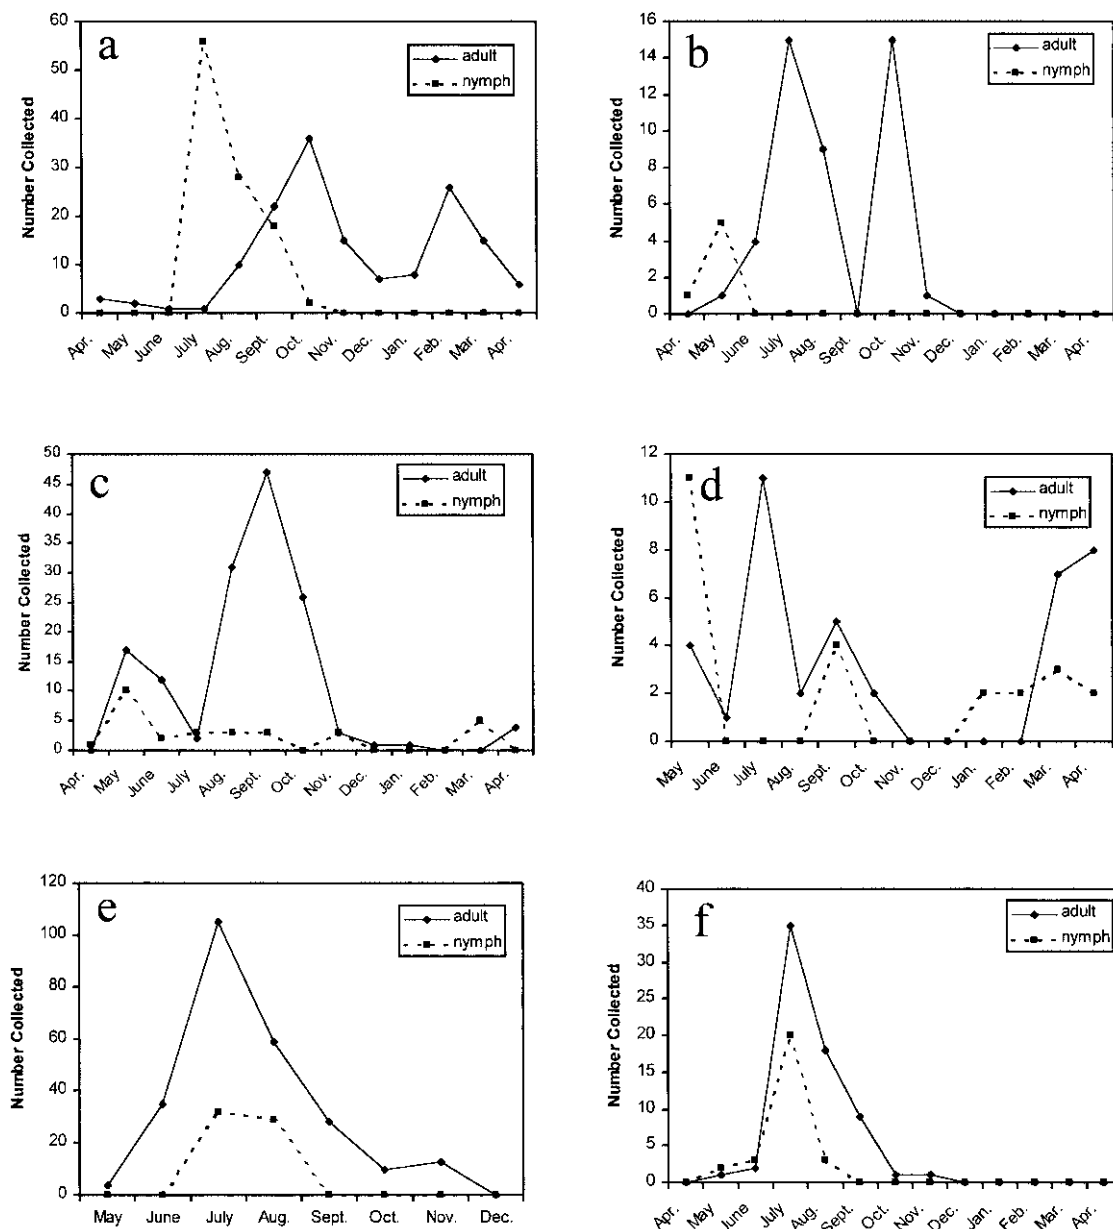 a
Number Collected
60
50
40
30
20
10
0
adult
nymph
Apr. May June July Aug. Sept. Oct. Nov. Dec. Jan. Feb. Mar. Apr.
b
Number Collected
16
14
12
10
8
6
4
2
0
adult
nymph
Apr. May June July Aug. Sept. Oct. Nov. Dec. Jan. Feb. Mar. Apr.
c
Number Collected
50
45
40
35
30
25
20
15
10
5
0
adult
nymph
Apr. May June July Aug. Sept. Oct. Nov. Dec. Jan. Feb. Mar. Apr.
d
Number Collected
12
10
8
6
4
2
0
adult
nymph
May June July Aug. Sept. Oct. Nov. Dec. Jan. Feb. Mar. Apr.
e
Number Collected
120
100
80
60
40
20
0
adult
nymph
May June July Aug. Sept. Oct. Nov. Dec.
f
Number Collected
40
35
30
25
20
15
10
5
0
adult
nymph
Apr. May June July Aug. Sept. Oct. Nov. Dec. Jan. Feb. Mar. Apr.